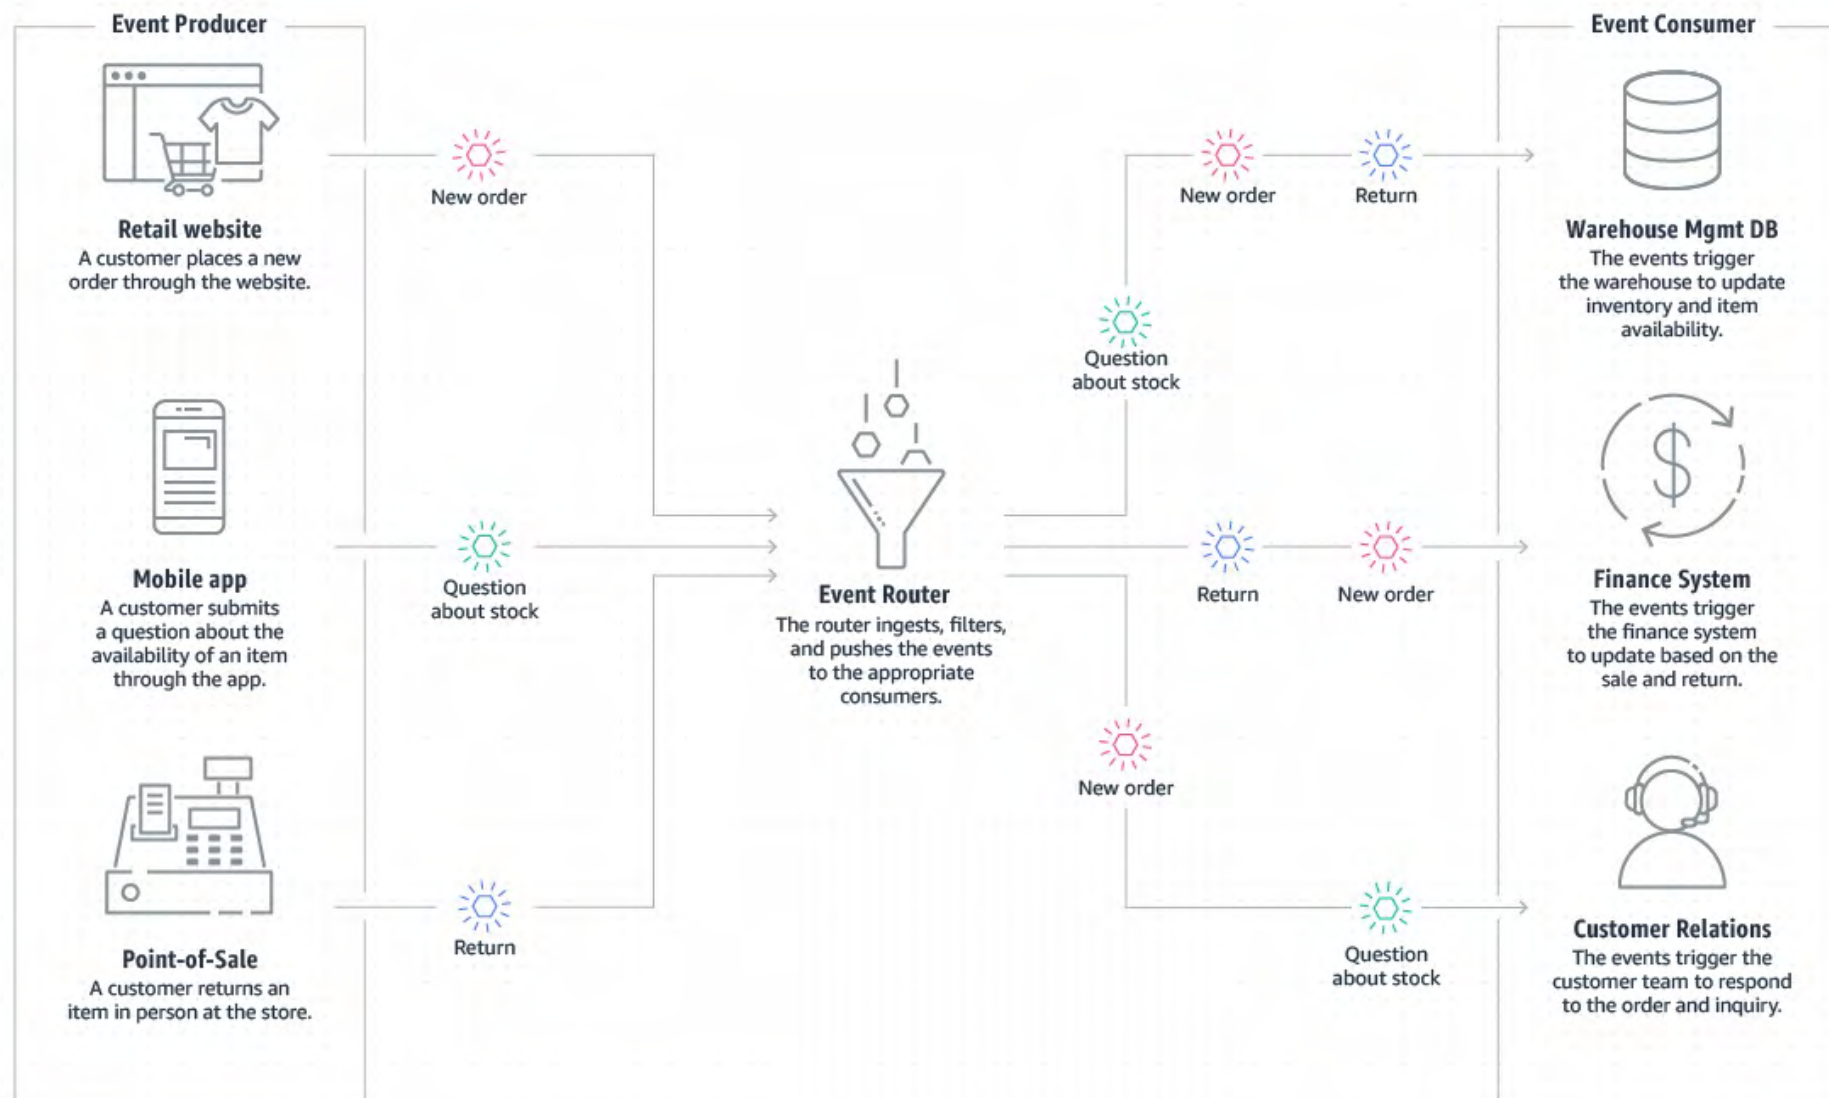 Event Producer
Retail website
A customer places a new
order through the website.
Mobile app
A customer submits
a question about the
availability of an item
through the app.
Point-of-Sale
A customer returns an
item in person at the store.
New order
Question
about stock
Return
Event Router
The router ingests, filters,
and pushes the events
to the appropriate
consumers.
New order
Return
Question
about stock
Return
New order
New order
Question
about stock
Event Consumer
Warehouse Mgmt DB
The events trigger
the warehouse to update
inventory and item
availability.
Finance System
The events trigger
the finance system
to update based on the
sale and return.
Customer Relations
The events trigger the
customer team to respond
to the order and inquiry.